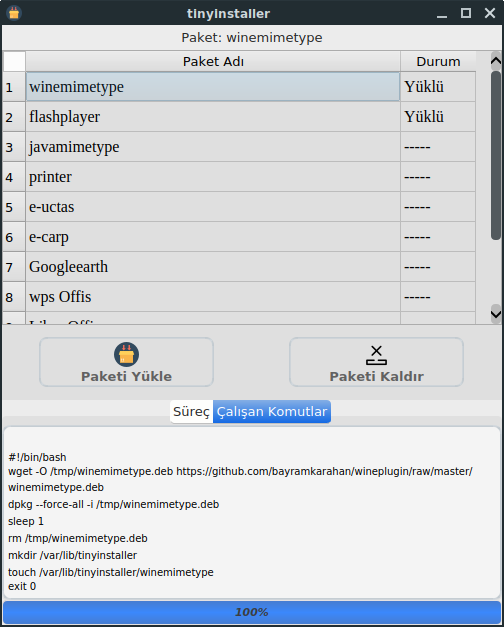 tinyInstaller
Paket: winemimetype
Paket Adı Durum
1 winemimetype Yüklü
2 flashplayer Yüklü
3 javamimetype -----
4 printer -----
5 e-uctas -----
6 e-carp -----
7 Googleearth -----
8 wps Offis -----
Paketi Yükle Paketi Kaldır
Süreç Çalışan Komutlar
#!/bin/bash
wget -O /tmp/winemimetype.deb https://github.com/bayramkarahan/wineplugin/raw/master/
winemimetype.deb
dpkg --force-all -i /tmp/winemimetype.deb
sleep 1
rm /tmp/winemimetype.deb
mkdir /var/lib/tinyinstaller
touch /var/lib/tinyinstaller/winemimetype
exit 0
100%